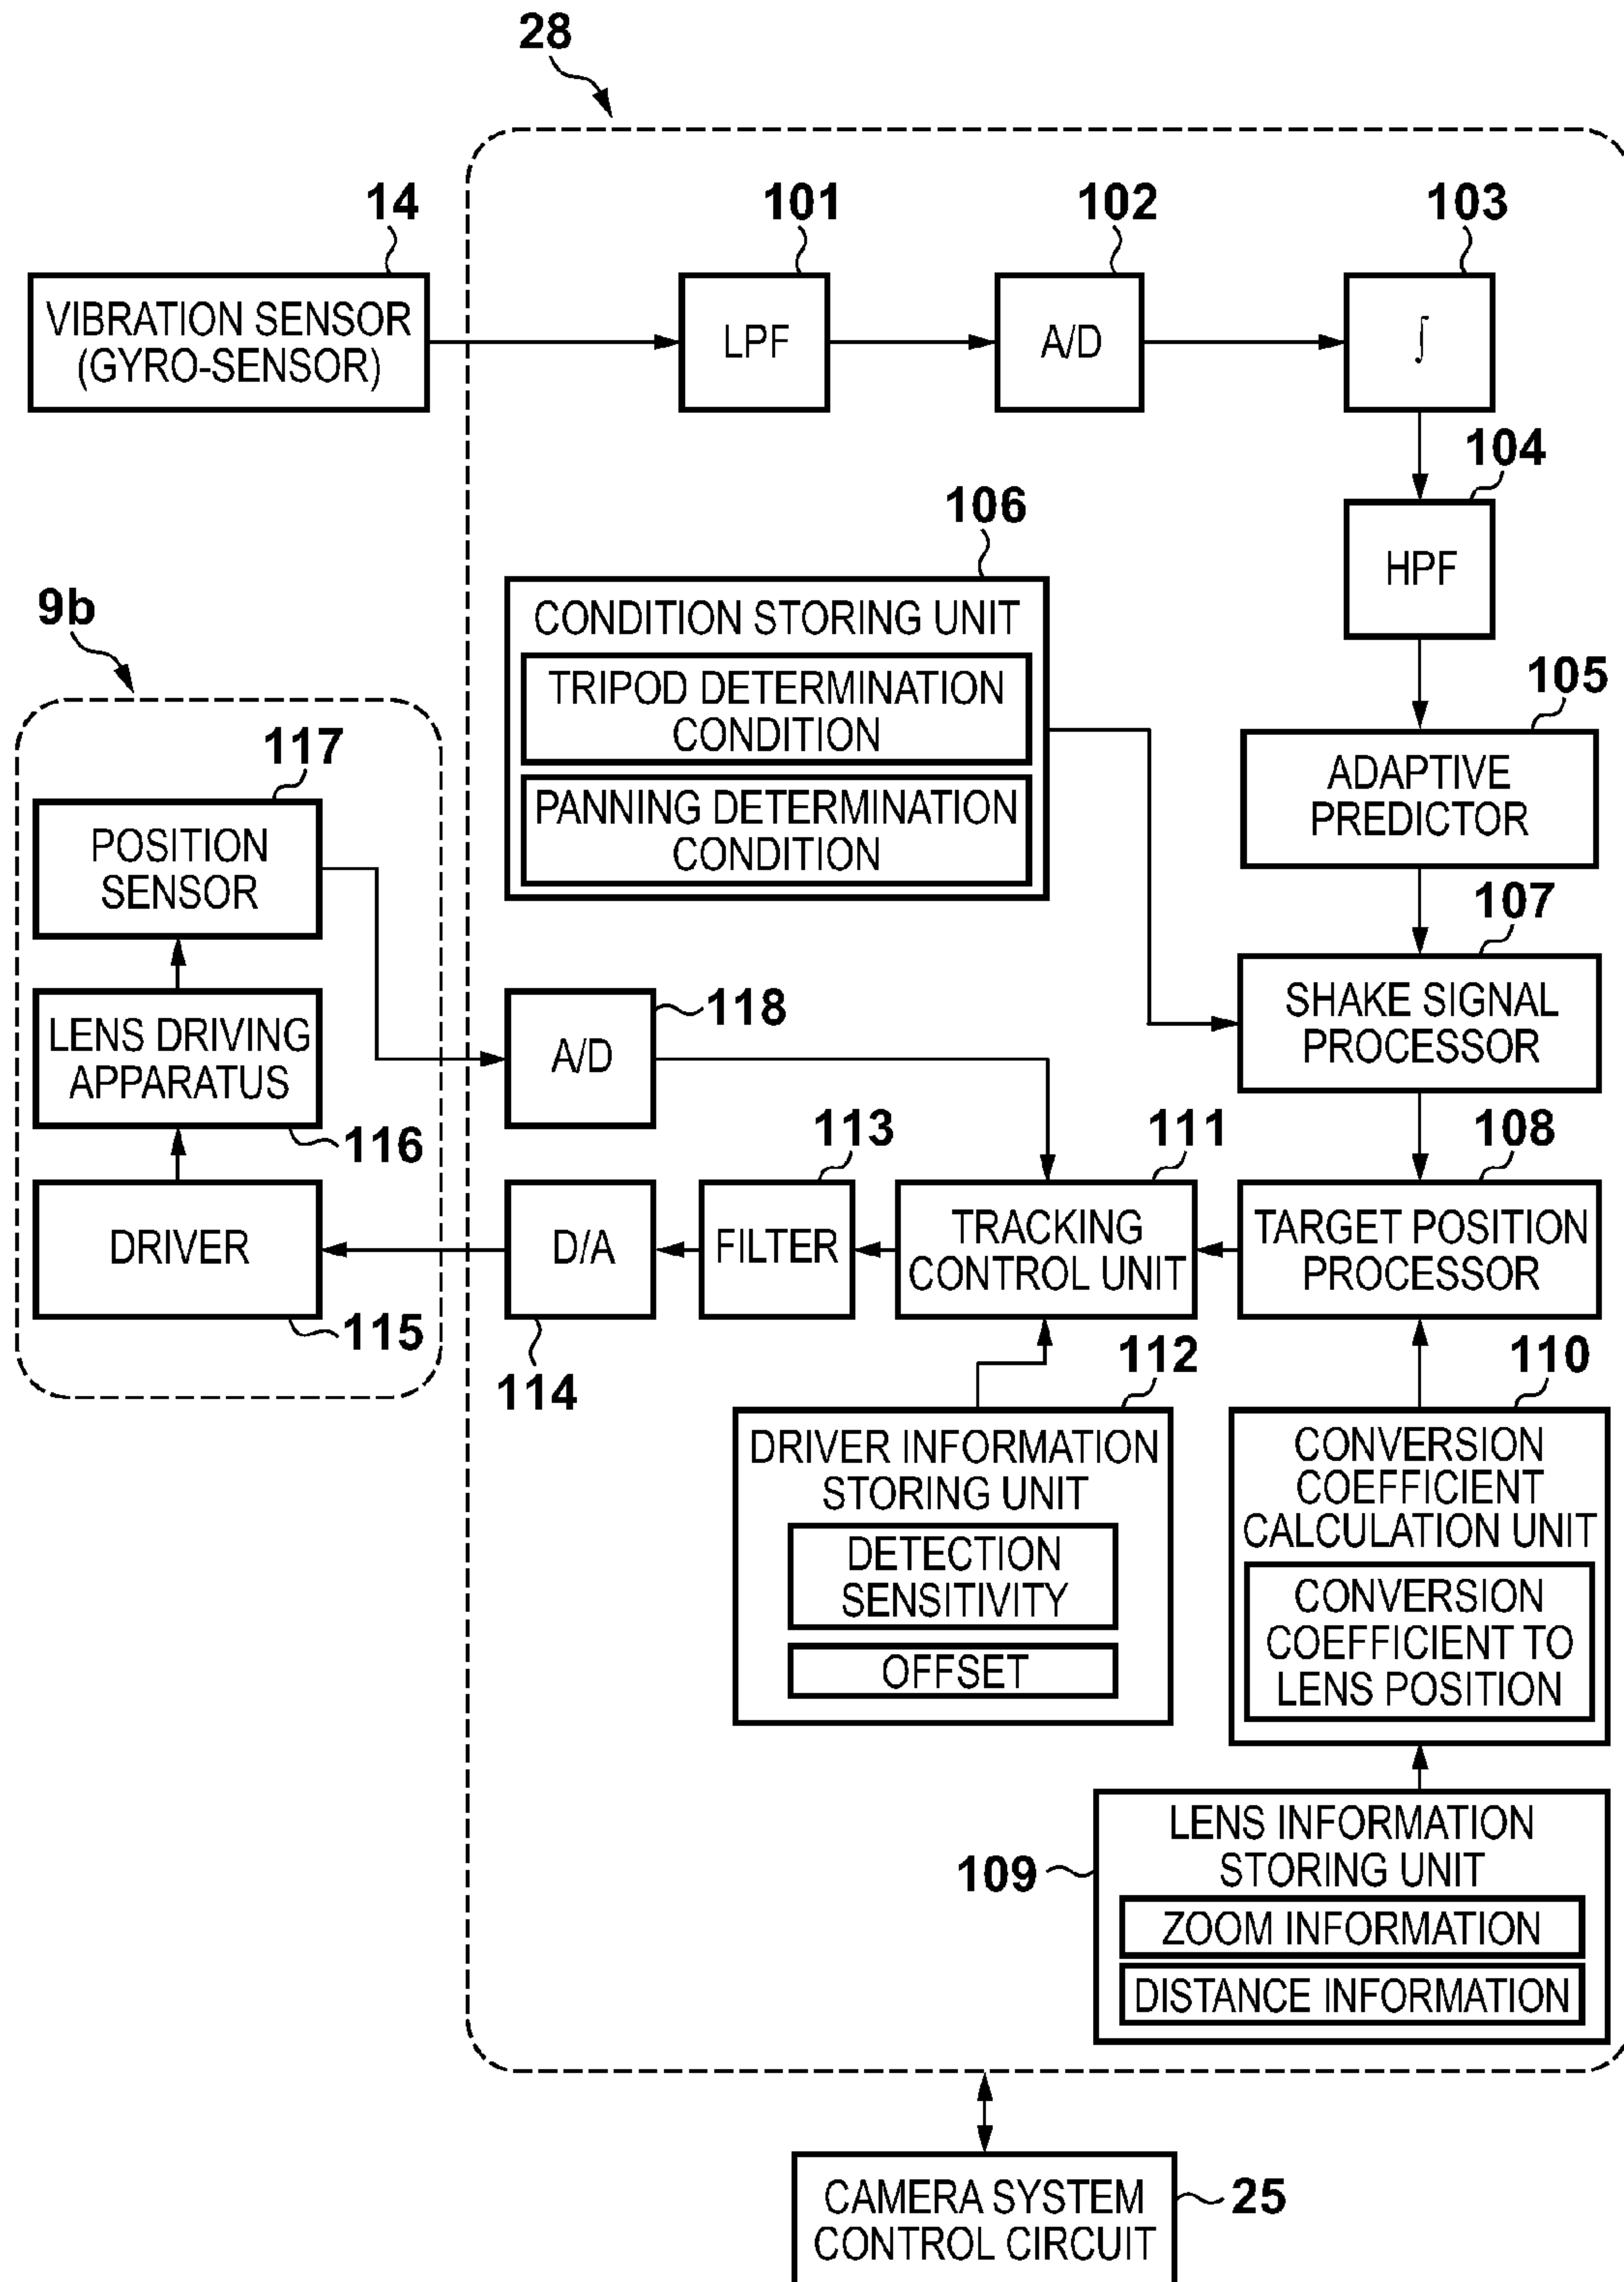 28
14
101
102
103
VIBRATION SENSOR
(GYRO-SENSOR)
LPF
A/D
∫
104
HPF
106
CONDITION STORING UNIT
TRIPOD DETERMINATION
CONDITION
PANNING DETERMINATION
CONDITION
105
ADAPTIVE
PREDICTOR
107
SHAKE SIGNAL
PROCESSOR
9b
117
POSITION
SENSOR
LENS DRIVING
APPARATUS
116
DRIVER
115
118
A/D
113
111
108
D/A
114
FILTER
TRACKING
CONTROL UNIT
TARGET POSITION
PROCESSOR
112
DRIVER INFORMATION
STORING UNIT
DETECTION
SENSITIVITY
OFFSET
110
CONVERSION
COEFFICIENT
CALCULATION UNIT
CONVERSION
COEFFICIENT TO
LENS POSITION
109
LENS INFORMATION
STORING UNIT
ZOOM INFORMATION
DISTANCE INFORMATION
CAMERA SYSTEM
CONTROL CIRCUIT
25